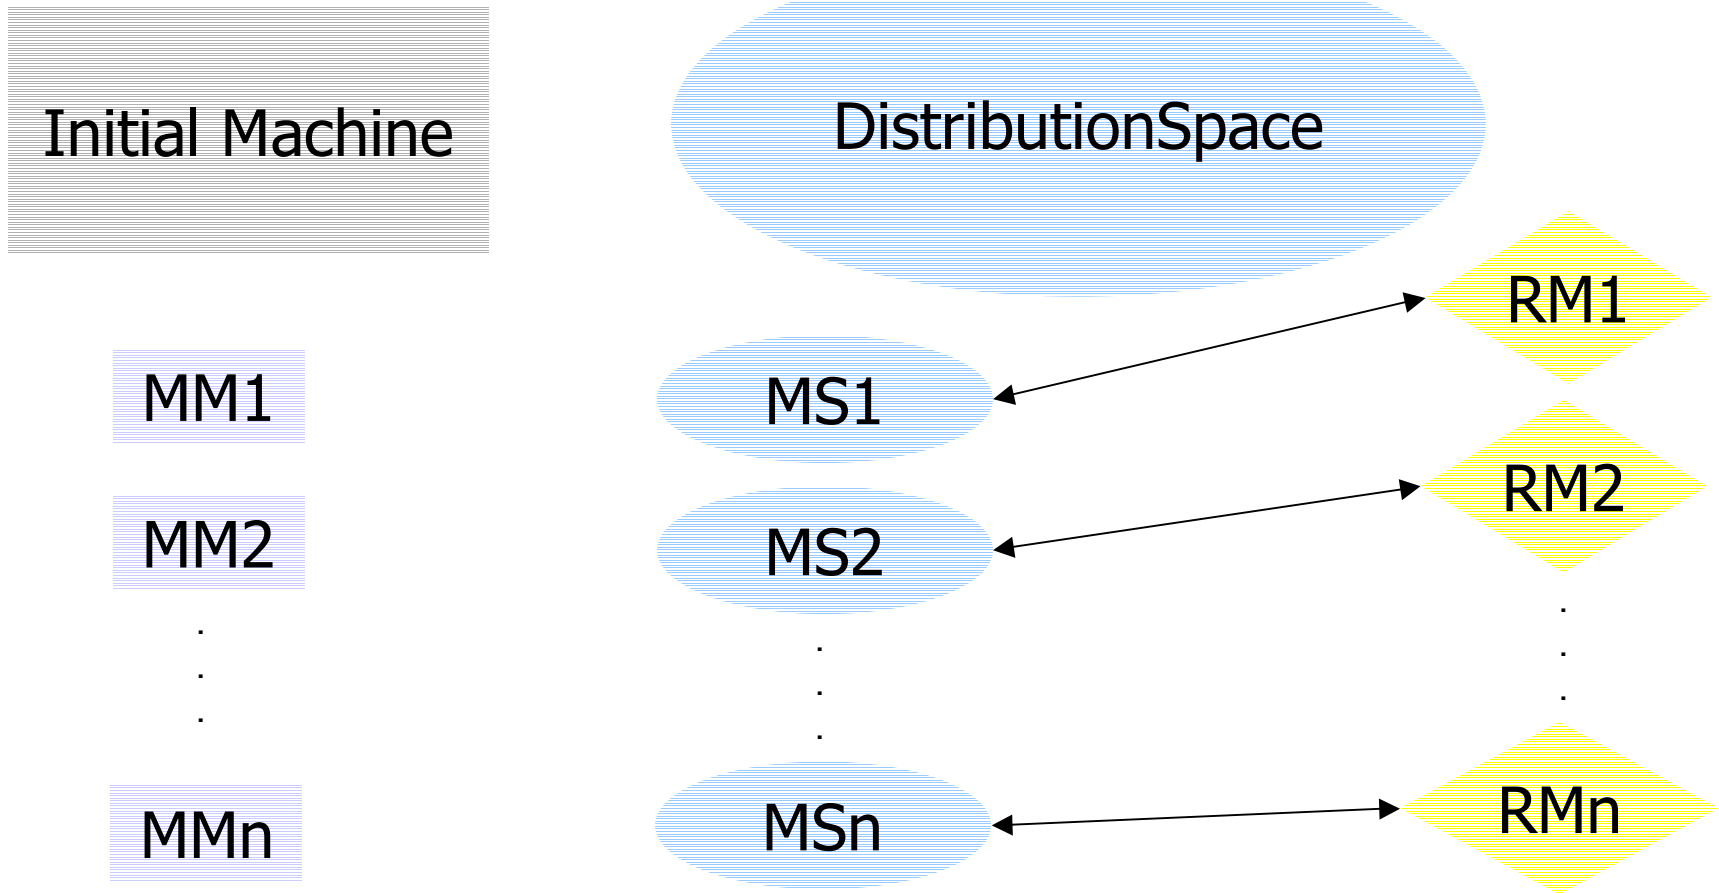 Initial Machine
DistributionSpace
RM1
MM1
MS1
RM2
MM2
MS2
.
.
.
.
.
.
.
.
.
MMn
MSn
RMn